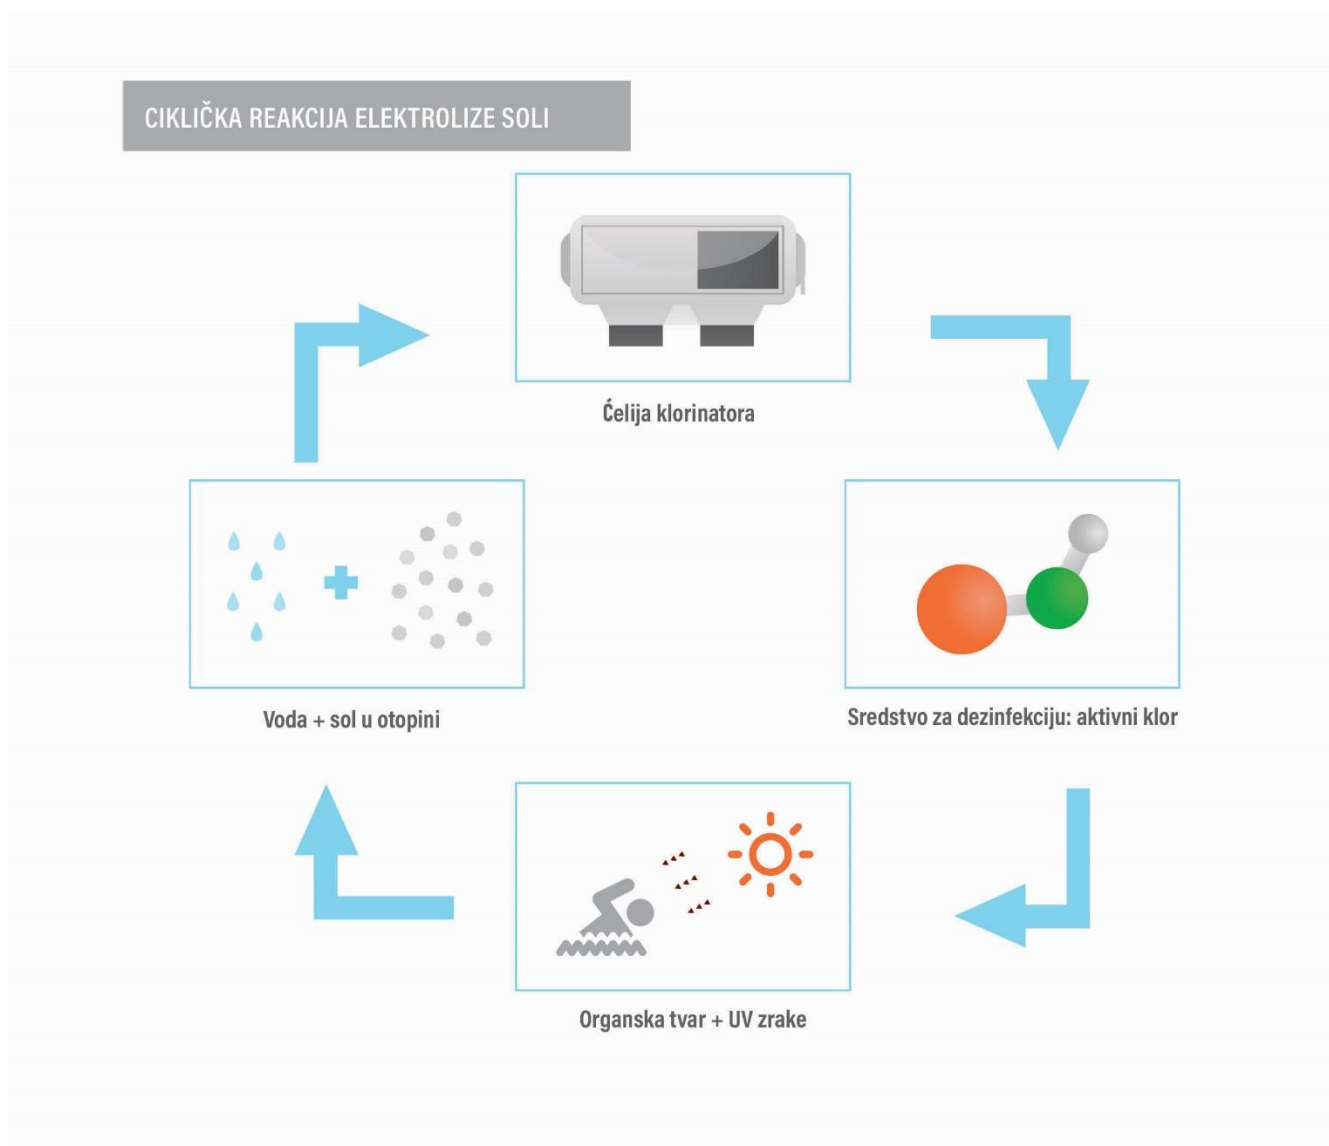 CIKLIČKA REAKCIJA ELEKTROLIZE SOLI
Ćelija klorinatora
Voda + sol u otopini
Sredstvo za dezinfekciju: aktivni klor
Organska tvar + UV zrake